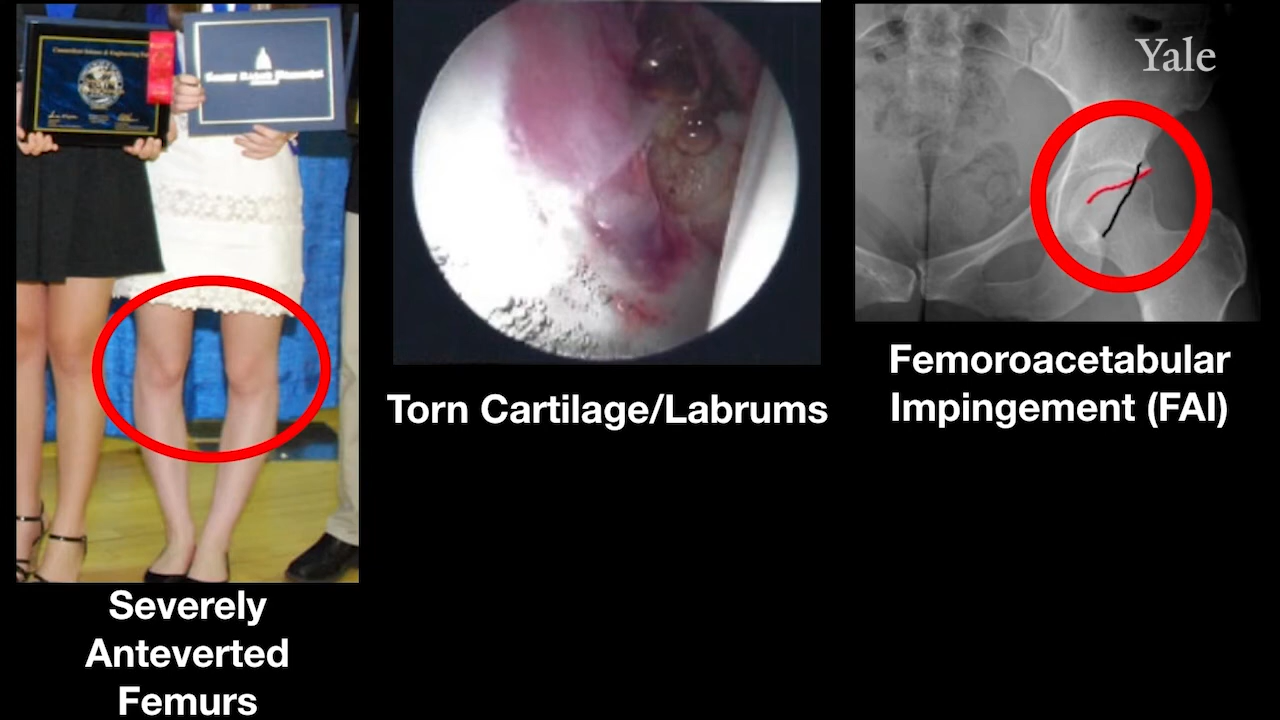 Yale
Torn Cartilage/Labrums
Femoroacetabular
Impingement (FAI)
Severely
Anteverted
Femurs